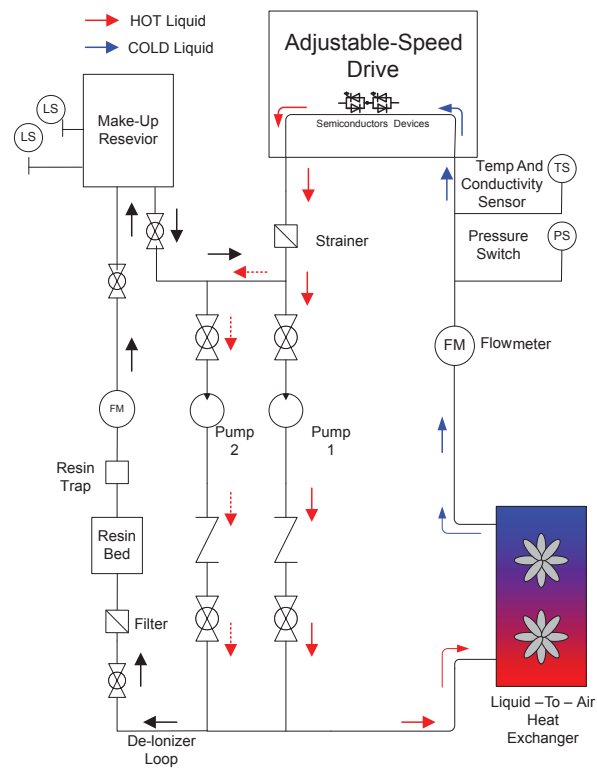 HOT Liquid
COLD Liquid
Adjustable-Speed
Drive
Semiconductors Devices
LS
LS
Make-Up
Resevior
Temp And
Conductivity
Sensor
TS
Strainer
Pressure
Switch
PS
FM
Flowmeter
FM
Pump
2
Pump
1
Resin
Trap
Resin
Bed
Filter
De-Ionizer
Loop
Liquid –To – Air
Heat
Exchanger